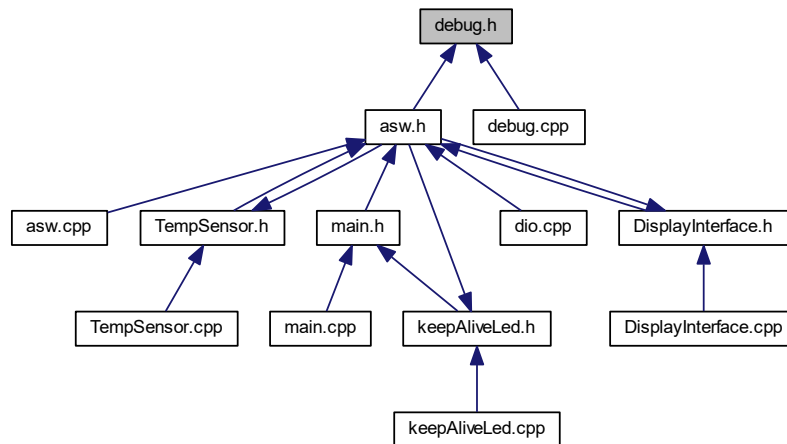 debug.h
asw.h
debug.cpp
asw.cpp
TempSensor.h
main.h
dio.cpp
DisplayInterface.h
TempSensor.cpp
main.cpp
keepAliveLed.h
DisplayInterface.cpp
keepAliveLed.cpp